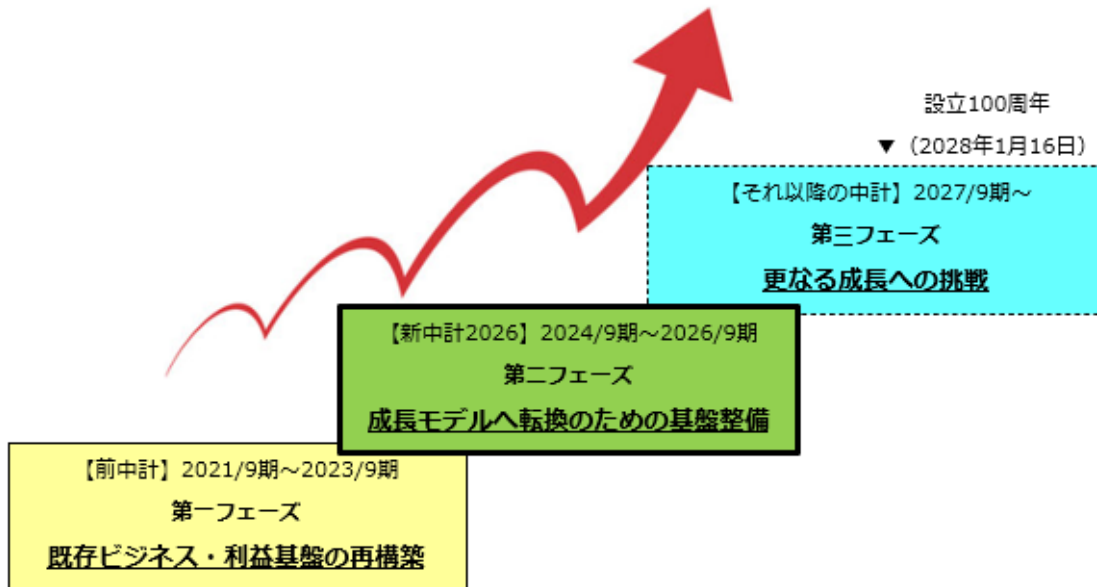 設立100周年
▼（2028年1月16日）
【それ以降の中計】2027/9期～
第三フェーズ
更なる成長への挑戦
【新中計2026】2024/9期～2026/9期
第二フェーズ
成長モデルへ転換のための基盤整備
【前中計】2021/9期～2023/9期
第一フェーズ
既存ビジネス・利益基盤の再構築